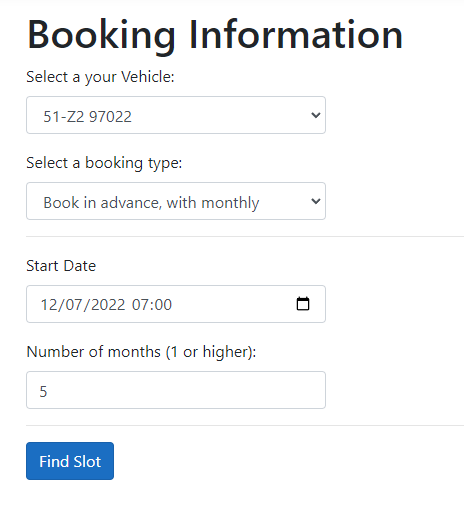 Booking Information
Select a your Vehicle:
51-Z2 97022
Select a booking type:
Book in advance, with monthly
Start Date
12/07/2022 07:00
Number of months (1 or higher):
5
Find Slot